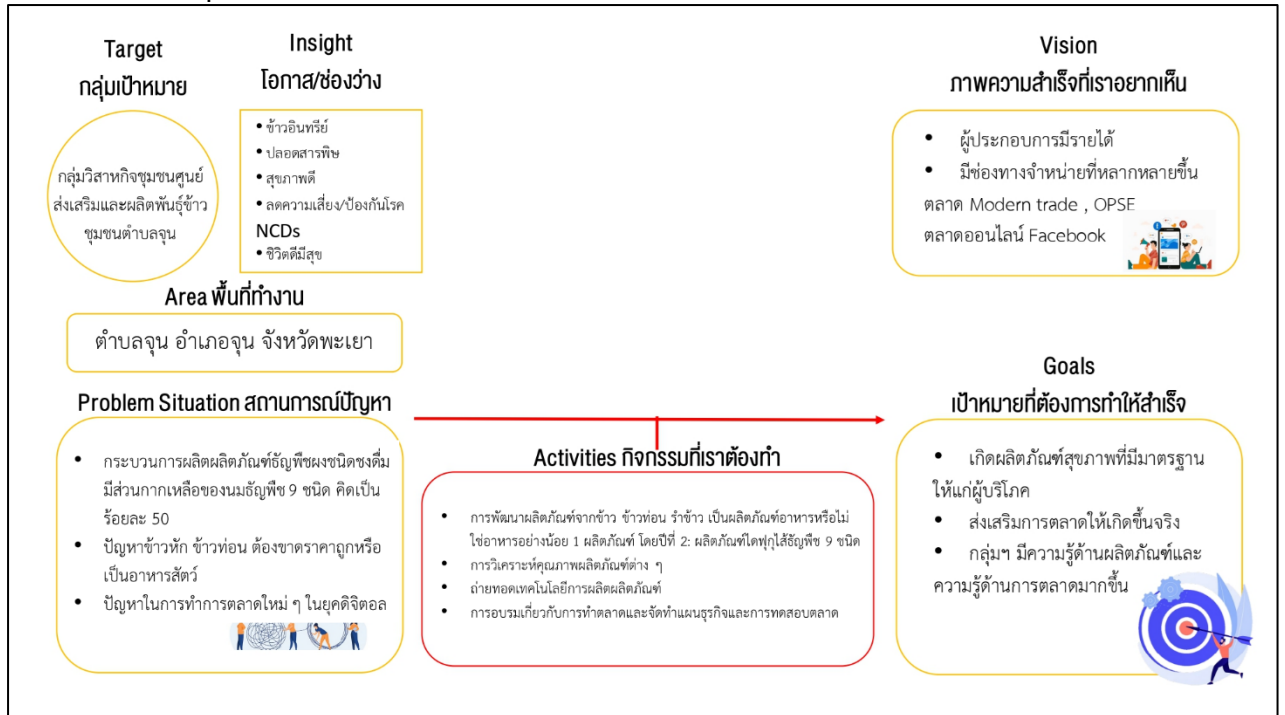 Target
กลุ่มเป้าหมาย
กลุ่มวิสาหกิจชุมชนศูนย์
ส่งเสริมและผลิตพันธุ์ข้าว
ชุมชนตำบลจุน
Insight
โอกาส/ช่องว่าง
• ข้าวอินทรีย์
• ปลอดสารพิษ
• สุขภาพดี
• ลดความเสี่ยง/ป้องกันโรค
NCDs
• ชีวิตดีมีสุข
Vision
ภาพความสำเร็จที่เราอยากเห็น
• ผู้ประกอบการมีรายได้
• มีช่องทางจำหน่ายที่หลากหลายขึ้น
ตลาด Modern trade , OPSE
ตลาดออนไลน์ Facebook
Area พื้นที่ทำงาน
ตำบลจุน อำเภอจุน จังหวัดพะเยา
Problem Situation สถานการณ์ปัญหา
• กระบวนการผลิตผลิตภัณฑ์ธัญพืชผงชนิดชงดื่ม
มีส่วนกากเหลือของนมธัญพืช 9 ชนิด คิดเป็น
ร้อยละ 50
• ปัญหาข้าวหัก ข้าวท่อน ต้องขาดราคาถูกหรือ
เป็นอาหารสัตว์
• ปัญหาในการทำการตลาดใหม่ ๆ ในยุคดิจิตอล
Activities กิจกรรมที่เราต้องทำ
• การพัฒนาผลิตภัณฑ์จากข้าว ข้าวท่อน รำข้าว เป็นผลิตภัณฑ์อาหารหรือไม่
ใช่อาหารอย่างน้อย 1 ผลิตภัณฑ์ โดยปีที่ 2: ผลิตภัณฑ์ไดฟุกุไส้ธัญพืช 9 ชนิด
• การวิเคราะห์คุณภาพผลิตภัณฑ์ต่าง ๆ
• ถ่ายทอดเทคโนโลยีการผลิตผลิตภัณฑ์
• การอบรมเกี่ยวกับการทำตลาดและจัดทำแผนธุรกิจและการทดสอบตลาด
Goals
เป้าหมายที่ต้องการทำให้สำเร็จ
• เกิดผลิตภัณฑ์สุขภาพที่มีมาตรฐาน
ให้แก่ผู้บริโภค
• ส่งเสริมการตลาดให้เกิดขึ้นจริง
• กลุ่มฯ มีความรู้ด้านผลิตภัณฑ์และ
ความรู้ด้านการตลาดมากขึ้น